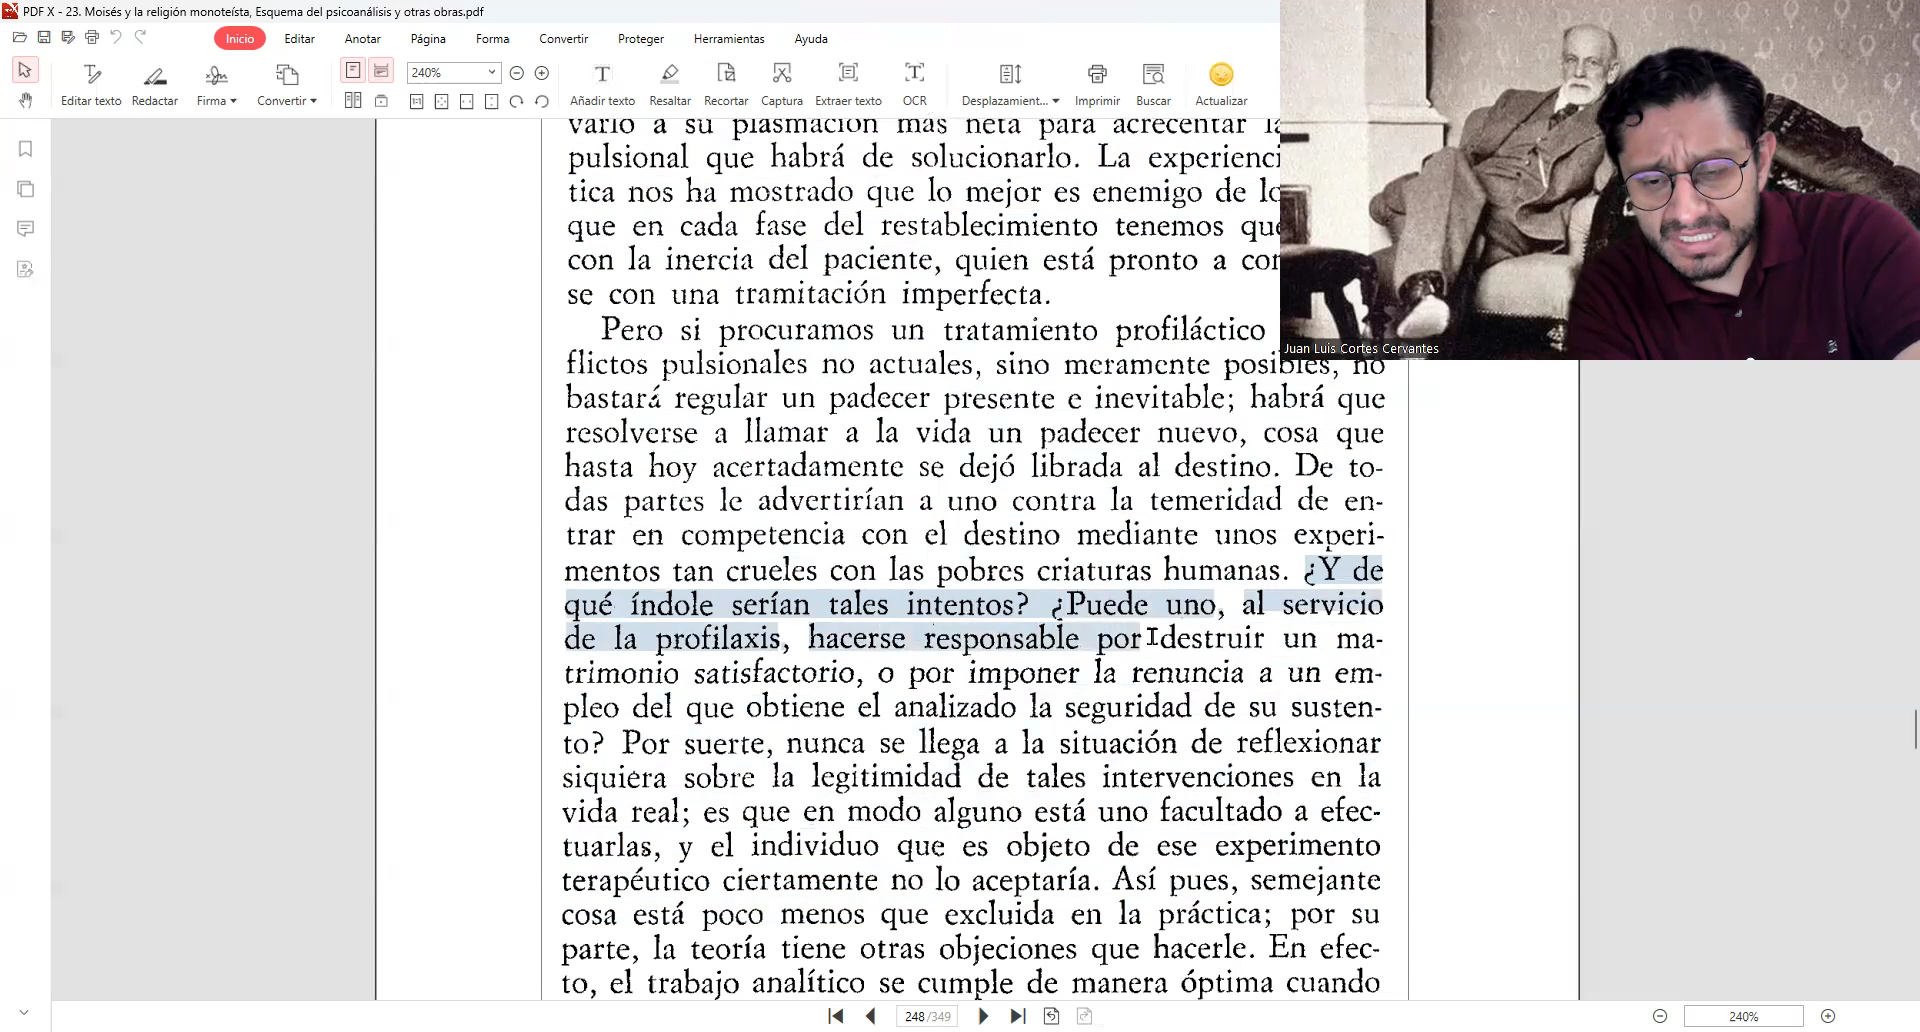 PDF X - 23. Moisés y la religión monoteísta, Esquema del psicoanálisis y otras obras.pdf
Inicio Editar Anotar Página Forma Convertir Proteger Herramientas Ayuda
240%
Editar texto Redactar Firma Convertir Añadir texto Resaltar Recortar Captura Extraer texto OCR Desplazamient... Imprimir Buscar Actualizar
varlo a su plasmación más neta para acrecentar la
pulsional que habrá de solucionarlo. La experienci
tica nos ha mostrado que lo mejor es enemigo de lo
que en cada fase del restablecimiento tenemos que
con la inercia del paciente, quien está pronto a con
se con una tramitación imperfecta.
Pero si procuramos un tratamiento profiláctico
flictos pulsionales no actuales, sino meramente posibles, no
bastará regular un padecer presente e inevitable; habrá que
resolverse a llamar a la vida un padecer nuevo, cosa que
hasta hoy acertadamente se dejó librada al destino. De to-
das partes le advertirían a uno contra la temeridad de en-
trar en competencia con el destino mediante unos experi-
mentos tan crueles con las pobres criaturas humanas. ¿Y de
qué índole serían tales intentos? ¿Puede uno, al servicio
de la profilaxis, hacerse responsable por destruir un ma-
trimonio satisfactorio, o por imponer la renuncia a un em-
pleo del que obtiene el analizado la seguridad de su susten-
to? Por suerte, nunca se llega a la situación de reflexionar
siquiera sobre la legitimidad de tales intervenciones en la
vida real; es que en modo alguno está uno facultado a efec-
tuarlas, y el individuo que es objeto de ese experimento
terapéutico ciertamente no lo aceptaría. Así pues, semejante
cosa está poco menos que excluida en la práctica; por su
parte, la teoría tiene otras objeciones que hacerle. En efec-
to, el trabajo analítico se cumple de manera óptima cuando
Juan Luis Cortes Cervantes
248 /349
240%